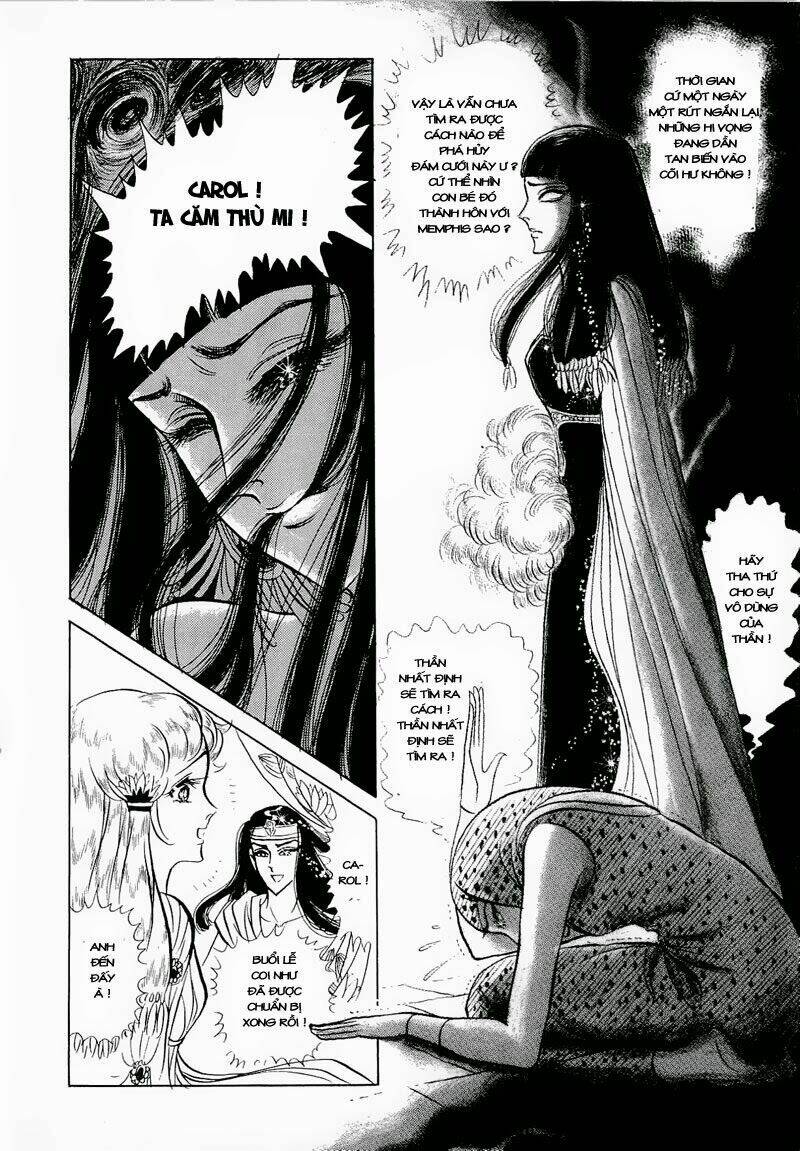 THỜI GIAN
CỨ MỘT NGÀY
MỘT RÚT NGẮN LẠI,
NHỮNG HI VỌNG
ĐANG DẦN
TAN BIẾN VÀO
CÕI HƯ KHÔNG !
VẬY LÀ VẪN CHƯA
TÌM RA ĐƯỢC
CÁCH NÀO ĐỂ
PHÁ HỦY
ĐÁM CƯỚI NÀY Ư ?
CỨ THẾ NHÌN
CON BÉ ĐÓ
THÀNH HÔN VỚI
MEMPHIS SAO ?
HÃY
THA THỨ
CHO SỰ
VÔ DỤNG
CỦA
THẦN !
THẦN
NHẤT ĐỊNH
SẼ TÌM RA
CÁCH !
THẦN NHẤT
ĐỊNH SẼ
TÌM RA !
CAROL !
TA CĂM THÙ MI !
CA-
ROL !
BUỔI LỄ
COI NHƯ
ĐÃ ĐƯỢC
CHUẨN BỊ
XONG RỒI !
ANH
ĐẾN
ĐẤY
À !